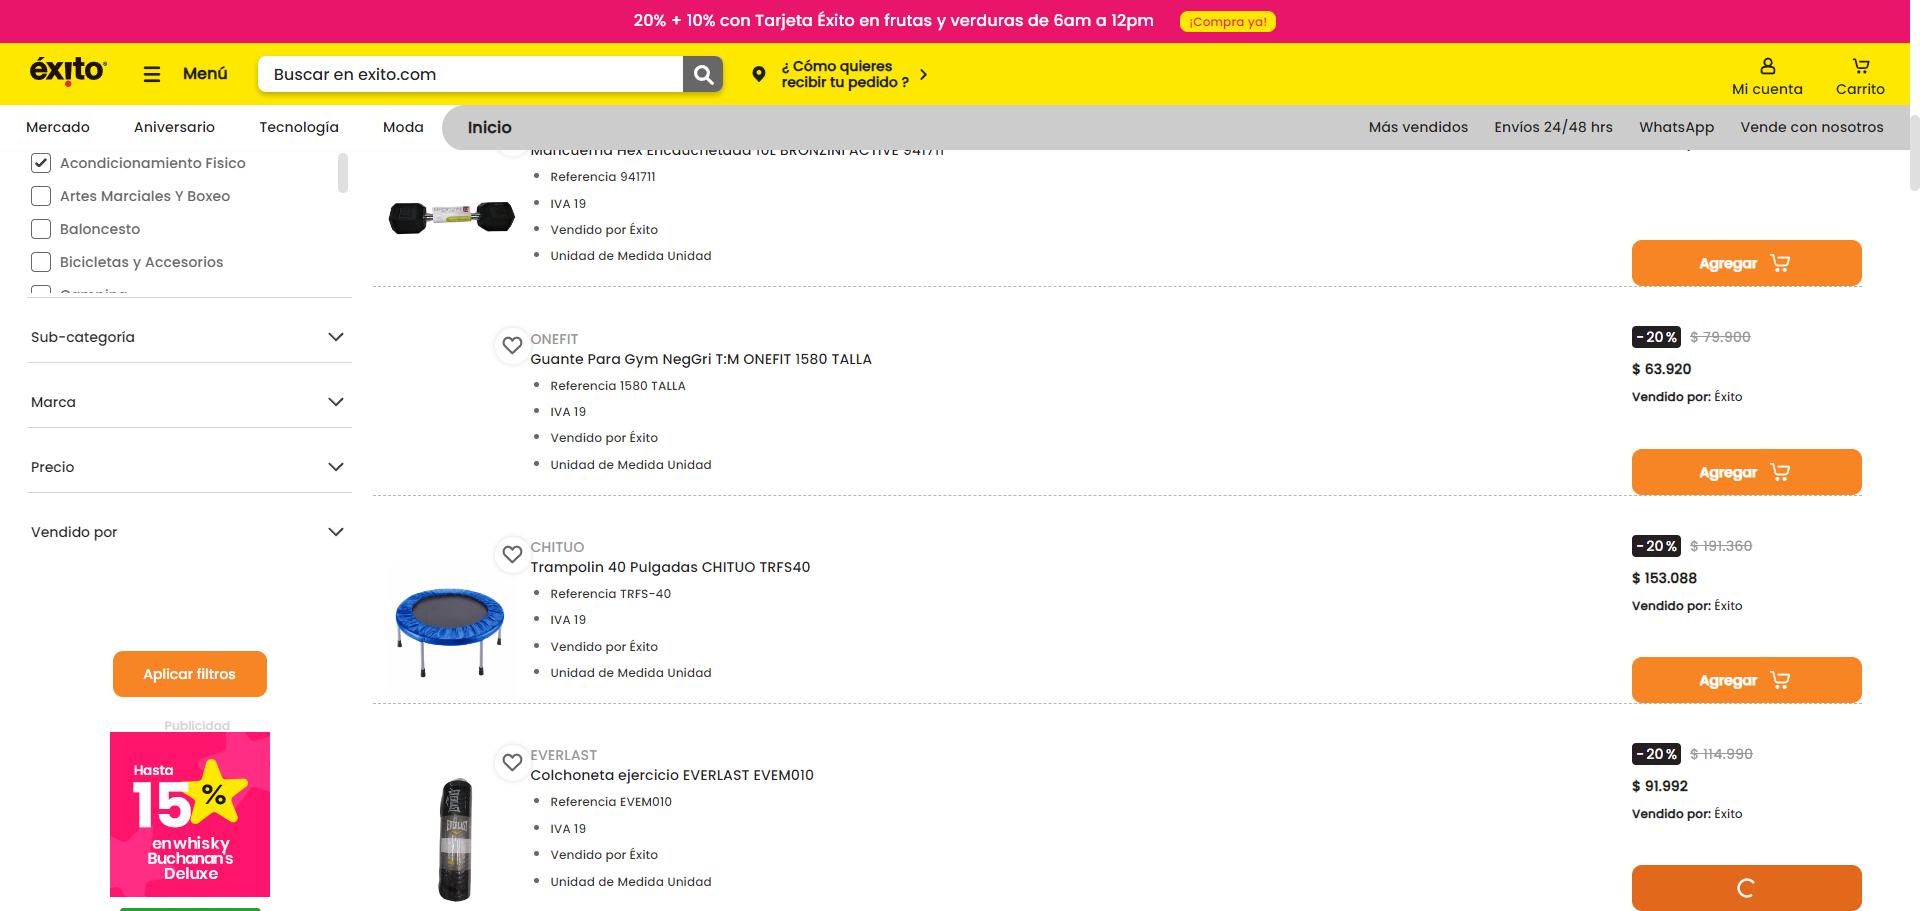 20% + 10% con Tarjeta Éxito en frutas y verduras de 6am a 12pm
¡Compra ya!
éxito
Menú
Buscar en exito.com
¿ Cómo quieres
recibir tu pedido ?
Mi cuenta
Carrito
Mercado
Aniversario
Tecnología
Moda
Inicio
Más vendidos
Envíos 24/48 hrs
WhatsApp
Vende con nosotros
Acondicionamiento Fisico
Artes Marciales Y Boxeo
Baloncesto
Bicicletas y Accesorios
Camping
Sub-categoría
Marca
Precio
Vendido por
Aplicar filtros
Publicidad
Hasta
15%
en whisky
Buchanan's
Deluxe
Mancuerna Hex Encauchetada 10L BRONZINI ACTIVE 941711
Referencia 941711
IVA 19
Vendido por Éxito
Unidad de Medida Unidad
Agregar
ONEFIT
Guante Para Gym NegGri T:M ONEFIT 1580 TALLA
Referencia 1580 TALLA
IVA 19
Vendido por Éxito
Unidad de Medida Unidad
-20%
$ 79.900
$ 63.920
Vendido por: Éxito
Agregar
CHITUO
Trampolin 40 Pulgadas CHITUO TRFS40
Referencia TRFS-40
IVA 19
Vendido por Éxito
Unidad de Medida Unidad
-20%
$ 191.360
$ 153.088
Vendido por: Éxito
Agregar
EVERLAST
Colchoneta ejercicio EVERLAST EVEM010
Referencia EVEM010
IVA 19
Vendido por Éxito
Unidad de Medida Unidad
-20%
$ 114.990
$ 91.992
Vendido por: Éxito